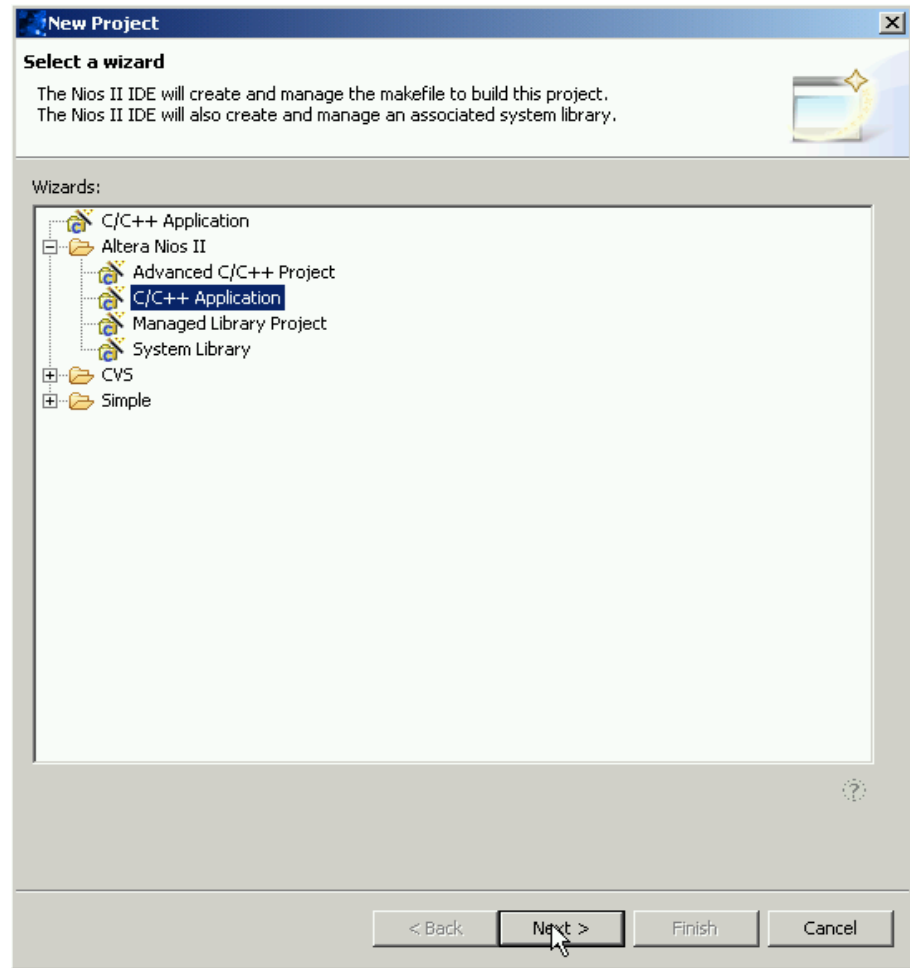 New Project
Select a wizard
The Nios II IDE will create and manage the makefile to build this project.
The Nios II IDE will also create and manage an associated system library.
Wizards:
C/C++ Application
Altera Nios II
Advanced C/C++ Project
C/C++ Application
Managed Library Project
System Library
CVS
Simple
< Back Next > Finish Cancel